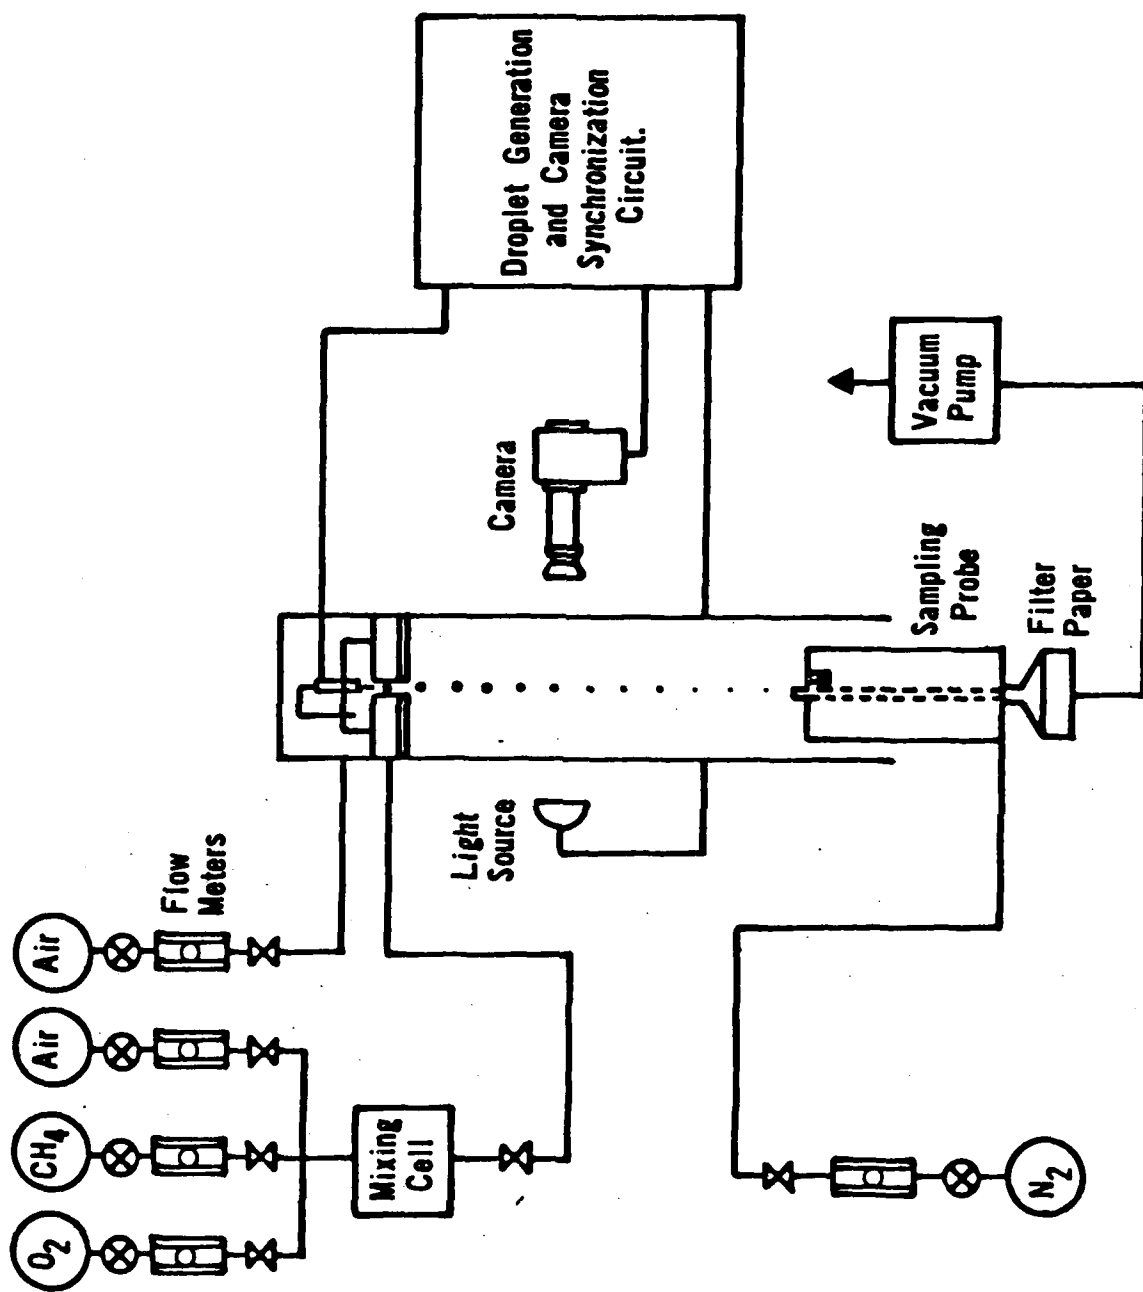 O2
CH4
Air
Air
Flow
Meters
Mixing
Cell
Light
Source
Camera
Droplet Generation
and Camera
Synchronization
Circuit.
N2
Sampling
Probe
Filter
Paper
Vacuum
Pump